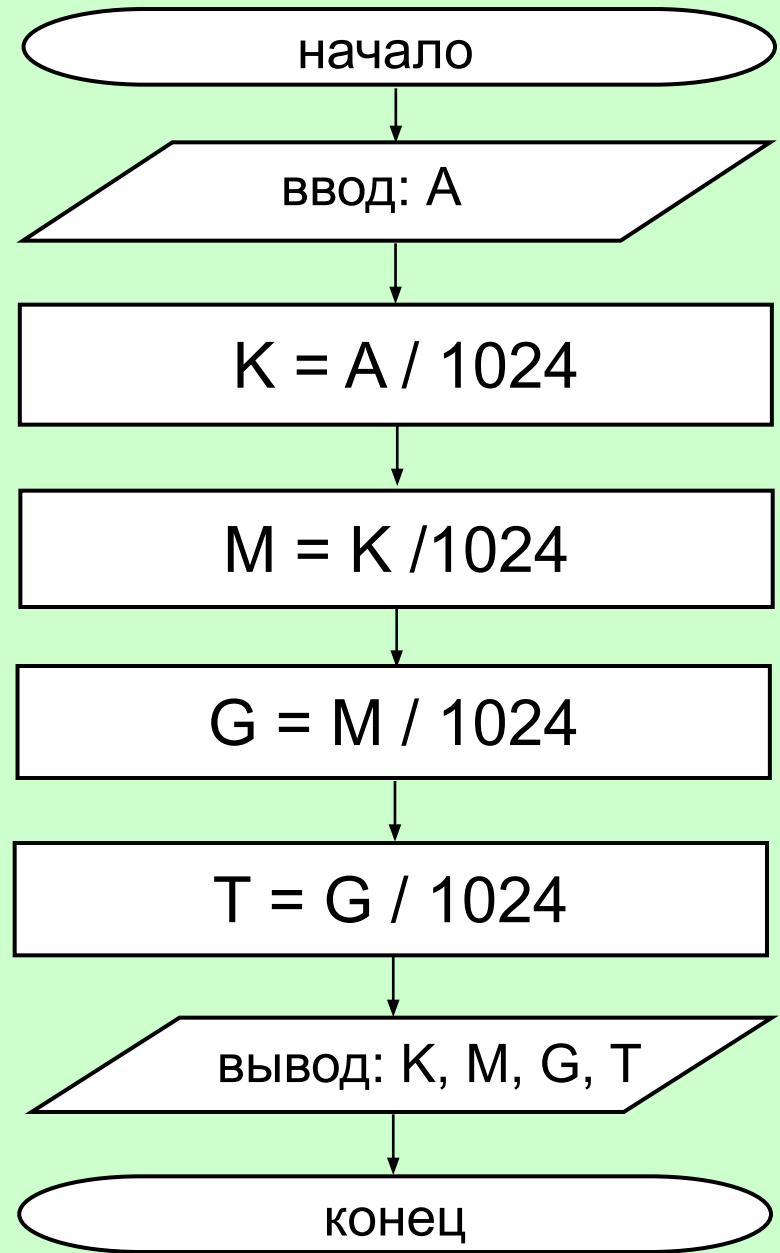 начало
ввод: A
K = A / 1024
M = K /1024
G = M / 1024
T = G / 1024
вывод: K, M, G, T
конец